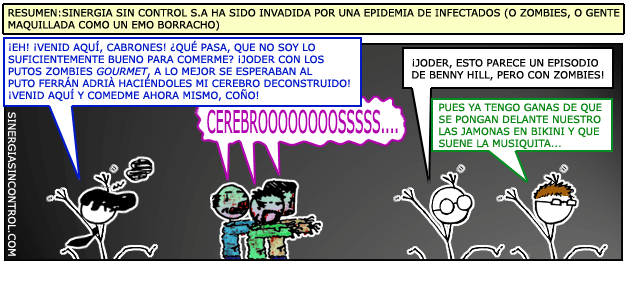 RESUMEN:SINERGIA SIN CONTROL S.A HA SIDO INVADIDA POR UNA EPIDEMIA DE INFECTADOS (O ZOMBIES, O GENTE
MAQUILLADA COMO UN EMO BORRACHO)
¡EH! ¡VENID AQUÍ, CABRONES! ¿QUÉ PASA, QUE NO SOY LO
SUFICIENTEMENTE BUENO PARA COMERME? ¡JODER CON LOS
PUTOS ZOMBIES GOURMET, A LO MEJOR SE ESPERABAN AL
PUTO FERRÁN ADRIÀ HACIÉNDOLES MI CEREBRO DECONSTRUIDO!
¡VENID AQUÍ Y COMEDME AHORA MISMO, COÑO!
CEREBROOOOOOOOSSSSS....
¡JODER, ESTO PARECE UN EPISODIO
DE BENNY HILL, PERO CON ZOMBIES!
PUES YA TENGO GANAS DE QUE
SE PONGAN DELANTE NUESTRO
LAS JAMONAS EN BIKINI Y QUE
SUENE LA MUSIQUITA...
SINERGIASINCONTROL.COM